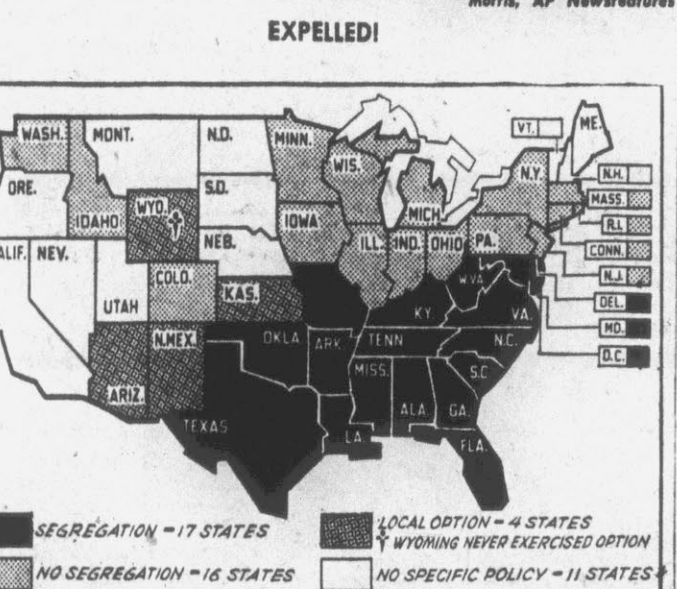 Morris, AP Newsfeatures
EXPELLED!
WASH.
MONT.
N.D.
MINN.
VT.
ME.
ORE.
IDAHO
WYO.
†
S.D.
WIS.
MICH.
N.Y.
N.H.
MASS.
R.I.
CONN.
N.J.
DEL.
MD.
D.C.
ALIF.
NEV.
UTAH
COLO.
NEB.
KAS.
IOWA
ILL.
IND.
OHIO
PA.
W.VA.
VA.
KY.
ARIZ.
N.MEX.
OKLA
ARK.
TENN
N.C.
S.C.
TEXAS
LA.
MISS.
ALA.
GA.
FLA.
SEGREGATION - 17 STATES
LOCAL OPTION - 4 STATES
† WYOMING NEVER EXERCISED OPTION
NO SEGREGATION - 16 STATES
NO SPECIFIC POLICY - 11 STATES